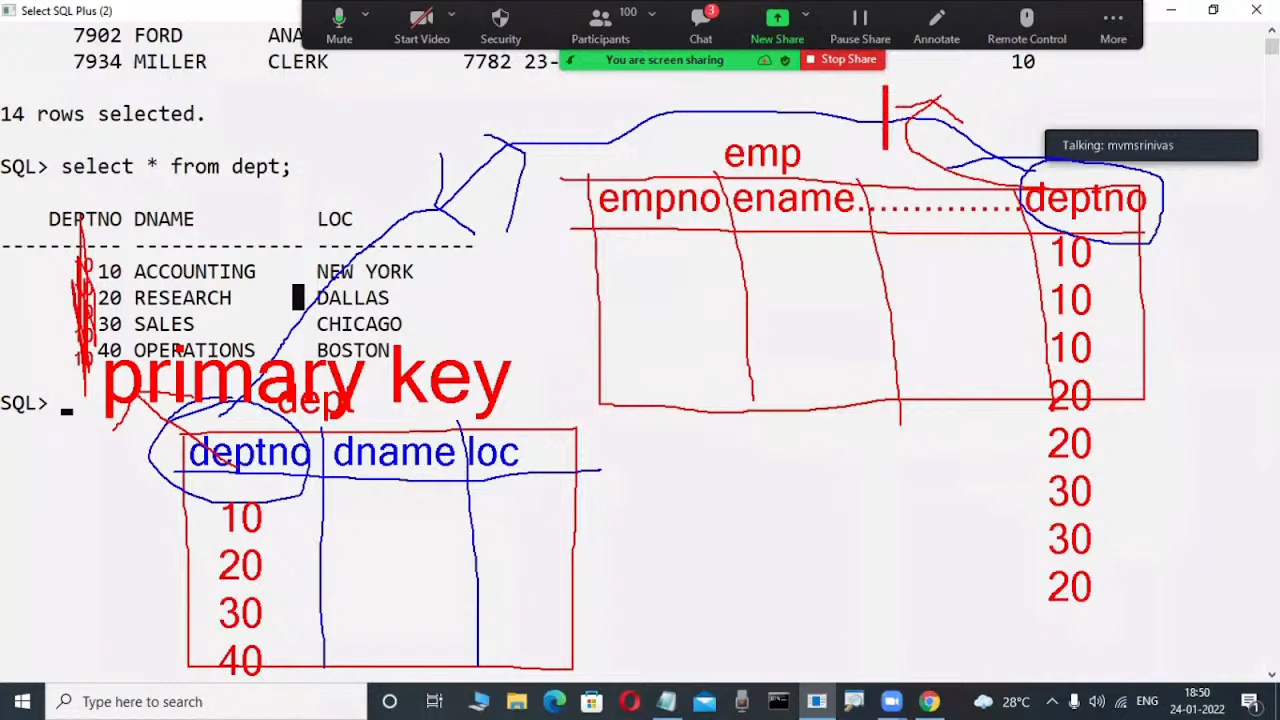 Select SQL Plus (2)
7902 FORD ANA
7934 MILLER CLERK 7782 23- 10
Mute Start Video Security Participants 100 Chat 3 New Share Pause Share Annotate Remote Control More
You are screen sharing Stop Share
14 rows selected.
Talking: mvmsrinivas
SQL> select * from dept;
DEPTNO DNAME LOC
---------- -------------- -------------
10 ACCOUNTING NEW YORK
20 RESEARCH DALLAS
30 SALES CHICAGO
40 OPERATIONS BOSTON
SQL>
emp
empno ename...............deptno
10
10
10
20
20
30
30
20
primary key
dept
deptno dname loc
10
20
30
40
Type here to search
28°C ENG 18:50
24-01-2022
1